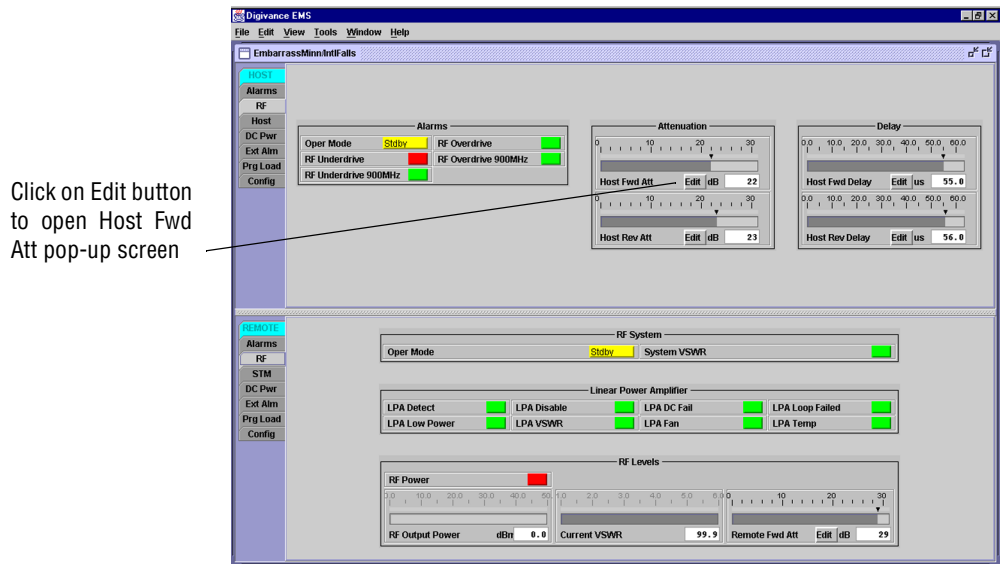 Digivance EMS
File Edit View Tools Window Help
EmbarrassMinn/IntlFalls
HOST
Alarms
RF
Host
DC Pwr
Ext Alm
Prg Load
Config
Click on Edit button
to open Host Fwd
Att pop-up screen
Alarms
Oper Mode Stdby RF Overdrive
RF Underdrive RF Overdrive 900MHz
RF Underdrive 900MHz
Attenuation
0 10 20 30
Host Fwd Att Edit dB 22
0 10 20 30
Host Rev Att Edit dB 23
Delay
0.0 10.0 20.0 30.0 40.0 50.0 60.0
Host Fwd Delay Edit us 55.0
0.0 10.0 20.0 30.0 40.0 50.0 60.0
Host Rev Delay Edit us 56.0
REMOTE
Alarms
RF
STM
DC Pwr
Ext Alm
Prg Load
Config
RF System
Oper Mode Stdby System VSWR
Linear Power Amplifier
LPA Detect LPA Disable LPA DC Fail LPA Loop Failed
LPA Low Power LPA VSWR LPA Fan LPA Temp
RF Levels
RF Power
10.0 20.0 30.0 40.0 50. 1.0 2.0 3.0 4.0 5.0 0 10 20 30
RF Output Power dBm 0.0 Current VSWR 99.9 Remote Fwd Att Edit dB 29